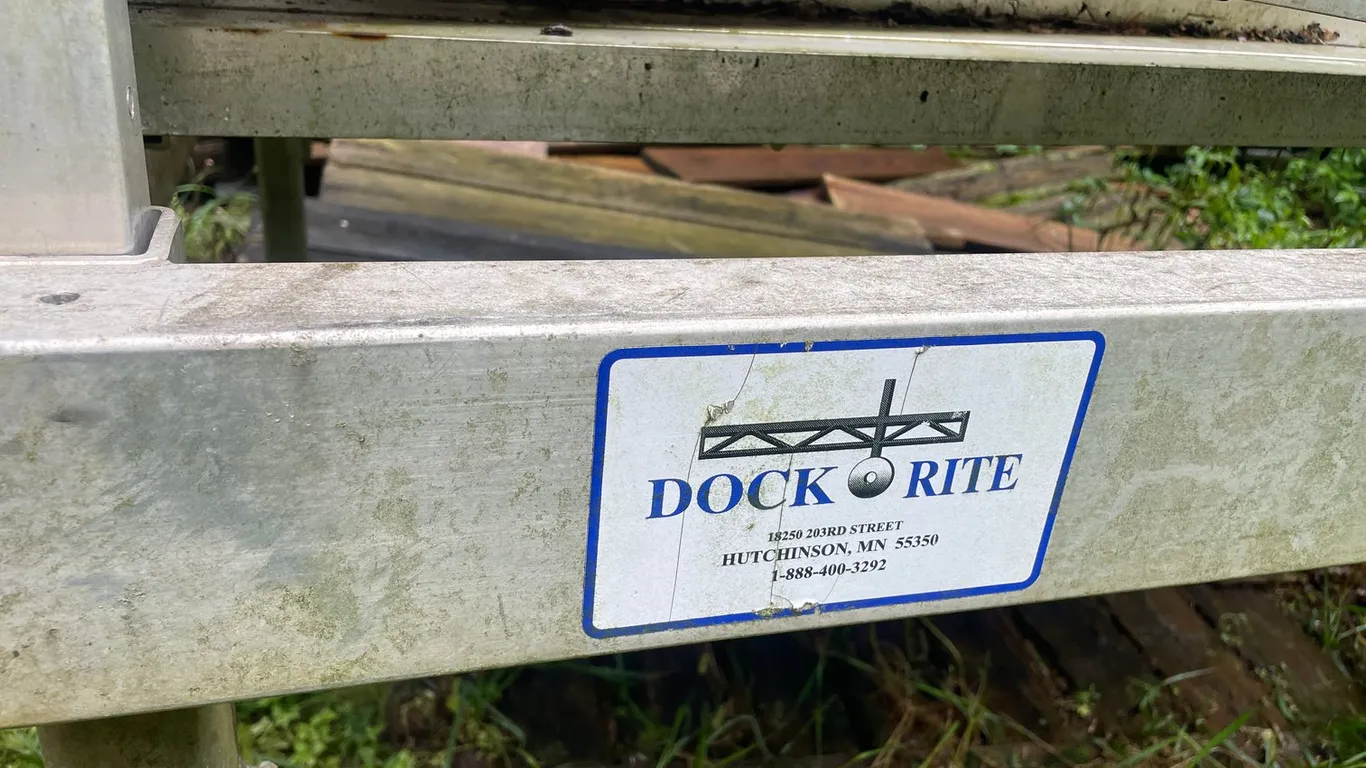 DOCK RITE
18250 203RD STREET
HUTCHINSON, MN 55350
1-888-400-3292